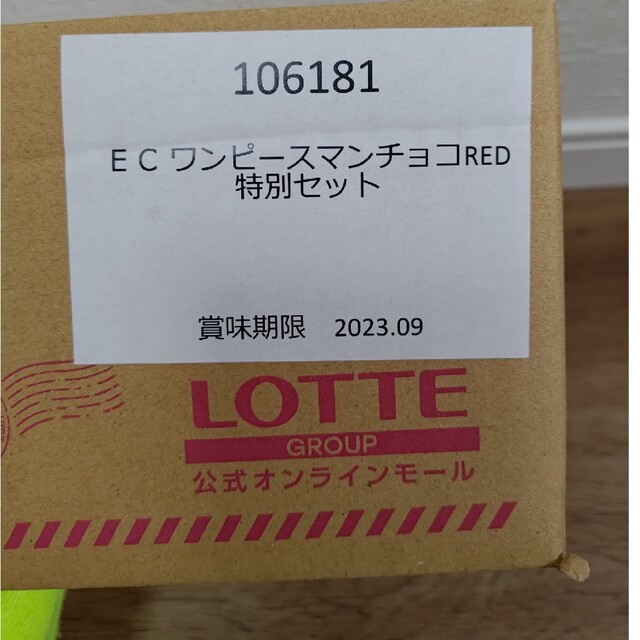 106181
ＥＣワンピースマンチョコRED
特別セット
賞味期限　2023.09
LOTTE
GROUP
公式オンラインモール